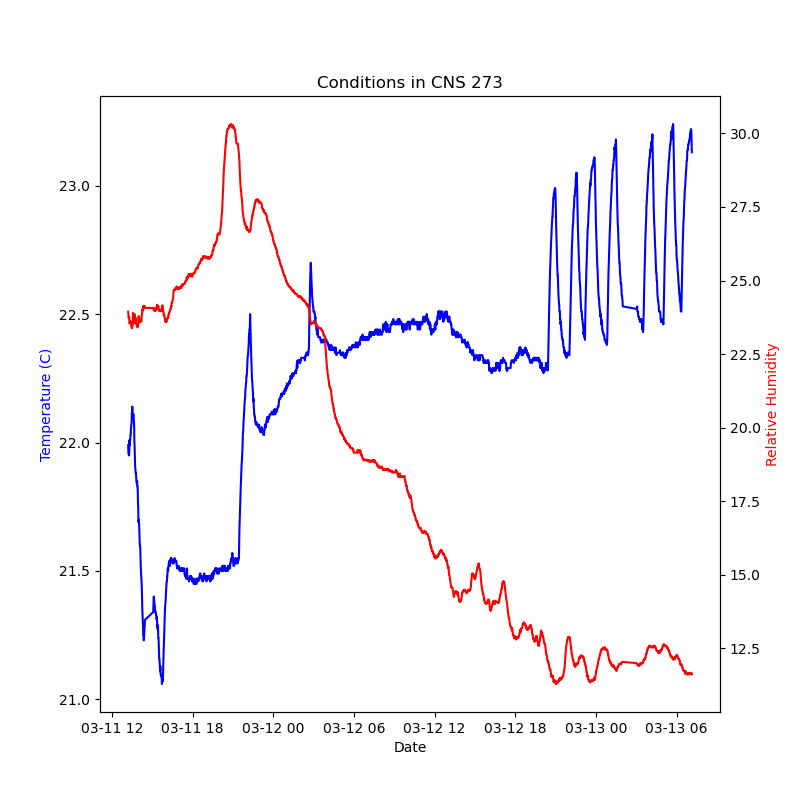 Conditions in CNS 273
Temperature (C)
23.0
22.5
22.0
21.5
21.0
30.0
27.5
25.0
22.5
20.0
17.5
15.0
12.5
Relative Humidity
03-11 12 03-11 18 03-12 00 03-12 06 03-12 12 03-12 18 03-13 00 03-13 06
Date